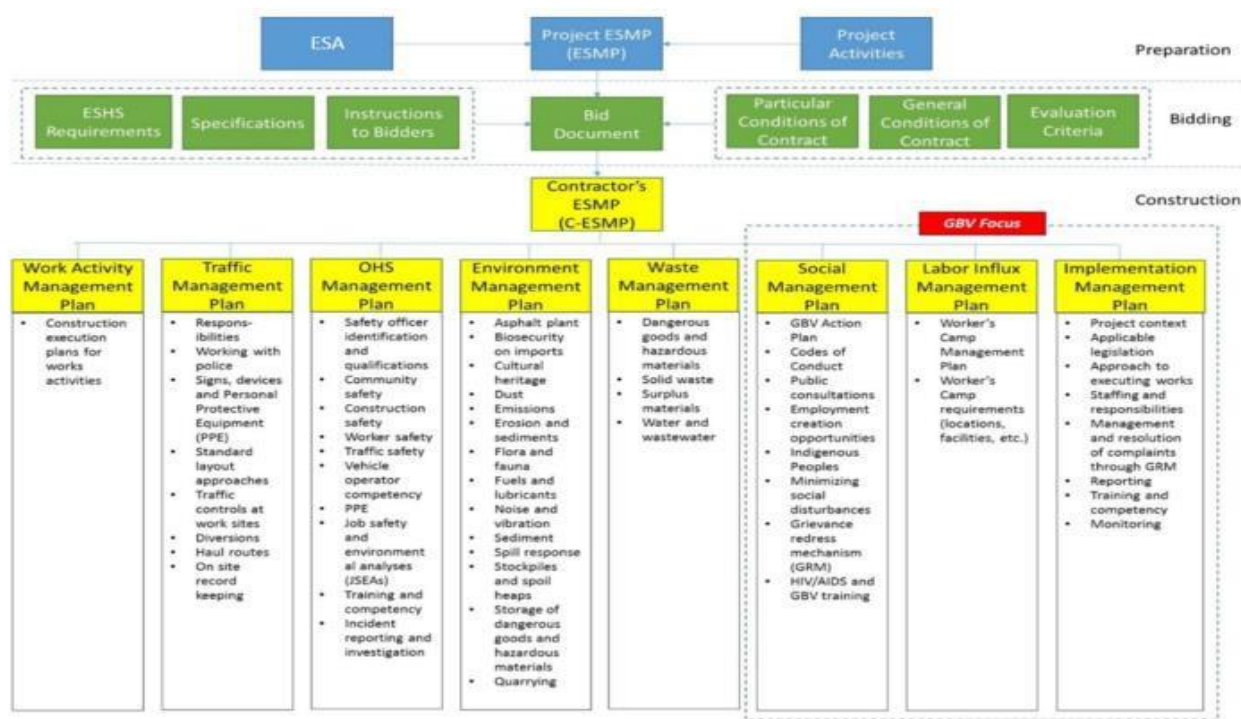 ESA
Project ESMP
(ESMP)
Project
Activities
Preparation
ESHS
Requirements
Specifications
Instructions
to Bidders
Bid
Document
Particular
Conditions of
Contract
General
Conditions of
Contract
Evaluation
Criteria
Bidding
Contractor's
ESMP
(C-ESMP)
Construction
GBV Focus
Work Activity
Management
Plan
• Construction
execution
plans for
works
activities
Traffic
Management
Plan
• Respons-
ibilities
• Working with
police
• Signs, devices
and Personal
Protective
Equipment
(PPE)
• Standard
layout
approaches
• Traffic
controls at
work sites
• Diversions
• Haul routes
• On site
record
keeping
OHS
Management
Plan
• Safety officer
identification
and
qualifications
• Community
safety
• Construction
safety
• Worker safety
• Traffic safety
• Vehicle
operator
competency
• PPE
• Job safety
and
environment
al analyses
(JSEAs)
• Training and
competency
• Incident
reporting and
investigation
Environment
Management
Plan
• Asphalt plant
• Biosecurity
on imports
• Cultural
heritage
• Dust
• Emissions
• Erosion and
sediments
• Flora and
fauna
• Fuels and
lubricants
• Noise and
vibration
• Sediment
• Spill response
• Stockpiles
and spoil
heaps
• Storage of
dangerous
goods and
hazardous
materials
• Quarrying
Waste
Management
Plan
• Dangerous
goods and
hazardous
materials
• Solid waste
• Surplus
materials
• Water and
wastewater
Social
Management
Plan
• GBV Action
Plan
• Codes of
Conduct
• Public
consultations
• Employment
creation
opportunities
• Indigenous
Peoples
• Minimizing
social
disturbances
• Grievance
redress
mechanism
(GRM)
• HIV/AIDS and
GBV training
Labor Influx
Management
Plan
• Worker's
Camp
Management
Plan
• Worker's
Camp
requirements
(locations,
facilities, etc.)
Implementation
Management
Plan
• Project context
• Applicable
legislation
• Approach to
executing works
• Staffing and
responsibilities
• Management
and resolution
of complaints
through GRM
• Reporting
• Training and
competency
• Monitoring